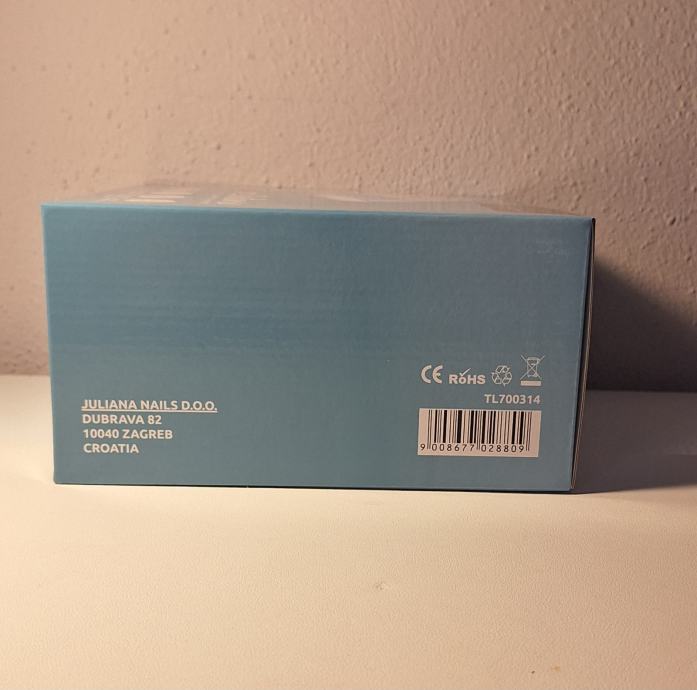 JULIANA NAILS D.O.O.
DUBRAVA 82
10040 ZAGREB
CROATIA
CE RoHS
TL700314
9 008677 028809